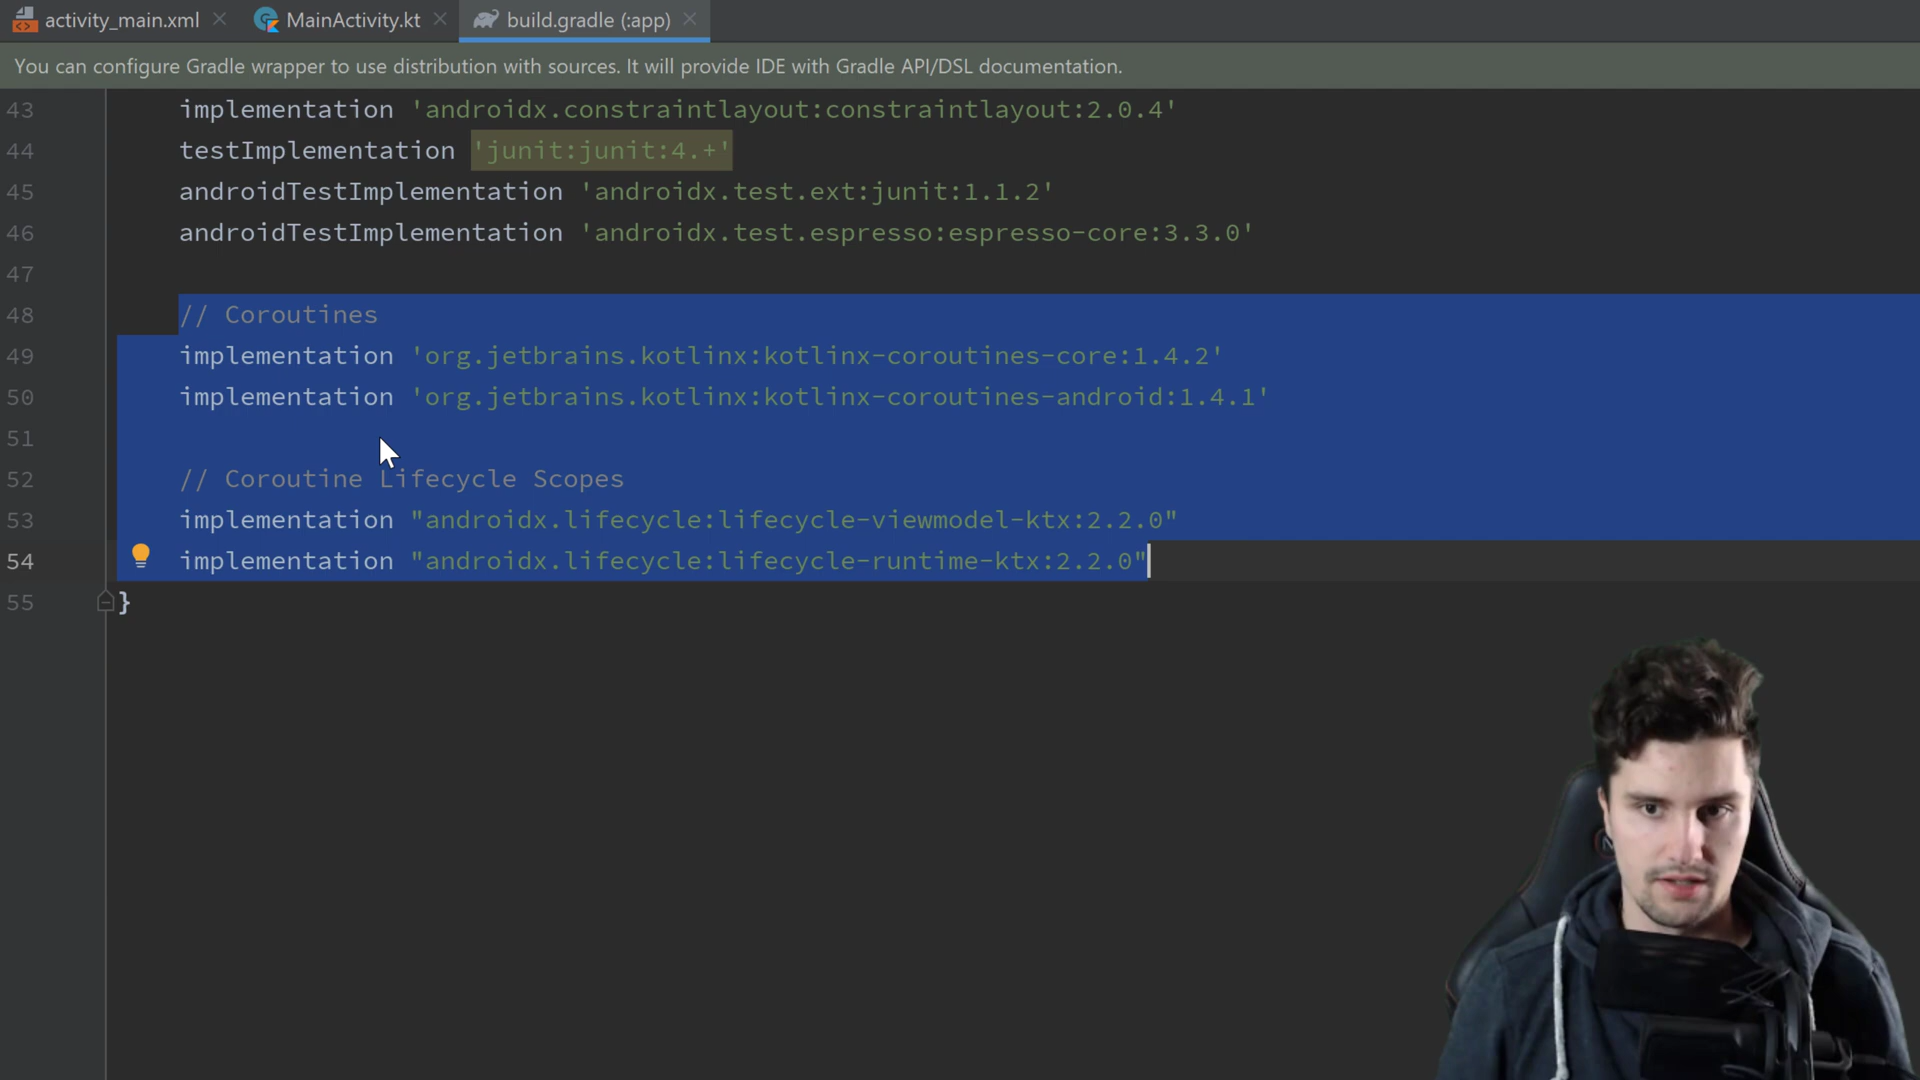 activity_main.xml MainActivity.kt build.gradle (:app)
You can configure Gradle wrapper to use distribution with sources. It will provide IDE with Gradle API/DSL documentation.
43 implementation 'androidx.constraintlayout:constraintlayout:2.0.4'
44 testImplementation 'junit:junit:4.+'
45 androidTestImplementation 'androidx.test.ext:junit:1.1.2'
46 androidTestImplementation 'androidx.test.espresso:espresso-core:3.3.0'
47
48 // Coroutines
49 implementation 'org.jetbrains.kotlinx:kotlinx-coroutines-core:1.4.2'
50 implementation 'org.jetbrains.kotlinx:kotlinx-coroutines-android:1.4.1'
51
52 // Coroutine Lifecycle Scopes
53 implementation "androidx.lifecycle:lifecycle-viewmodel-ktx:2.2.0"
54 implementation "androidx.lifecycle:lifecycle-runtime-ktx:2.2.0"
55 }